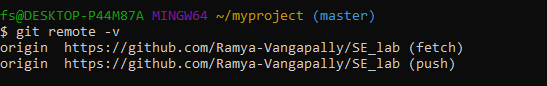 fs@DESKTOP-P44M87A MINGW64 ~/myproject (master)
$ git remote -v
origin  https://github.com/Ramya-Vangapally/SE_lab (fetch)
origin  https://github.com/Ramya-Vangapally/SE_lab (push)